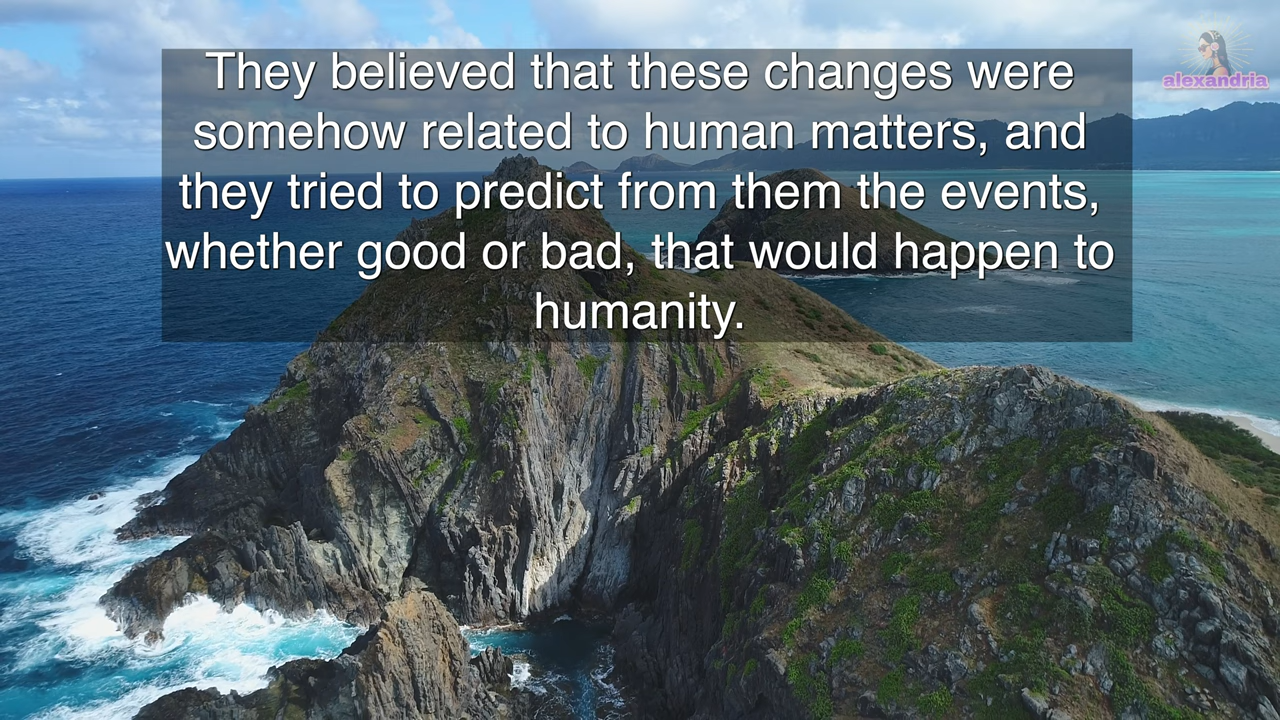 alexandria
They believed that these changes were
somehow related to human matters, and
they tried to predict from them the events,
whether good or bad, that would happen to
humanity.